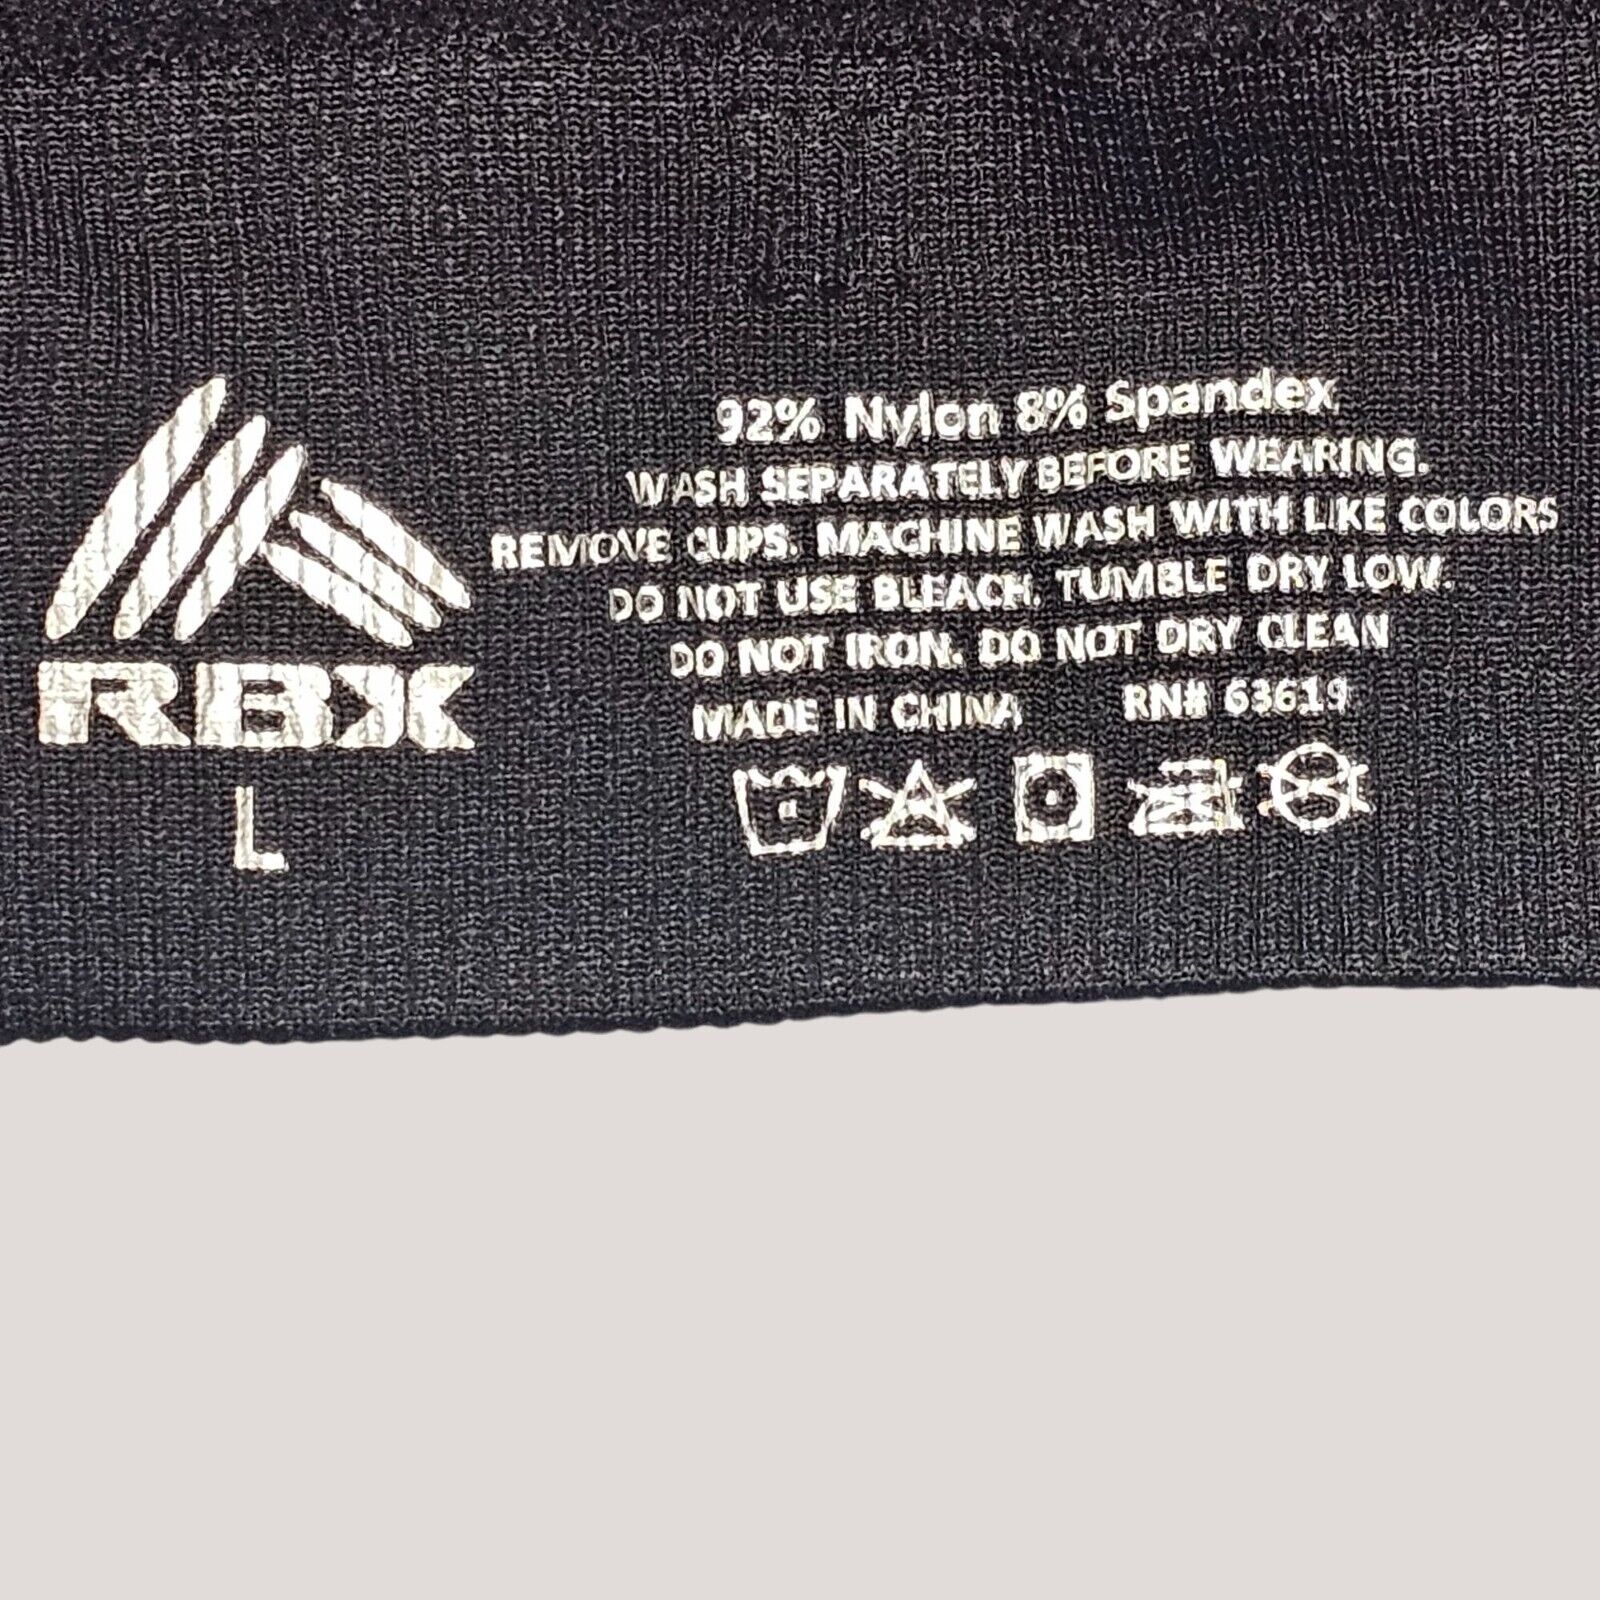 RBX
L
92% Nylon 8% Spandex
WASH SEPARATELY BEFORE WEARING.
REMOVE CUPS. MACHINE WASH WITH LIKE COLORS
DO NOT USE BLEACH. TUMBLE DRY LOW.
DO NOT IRON. DO NOT DRY CLEAN
MADE IN CHINA RN# 63619